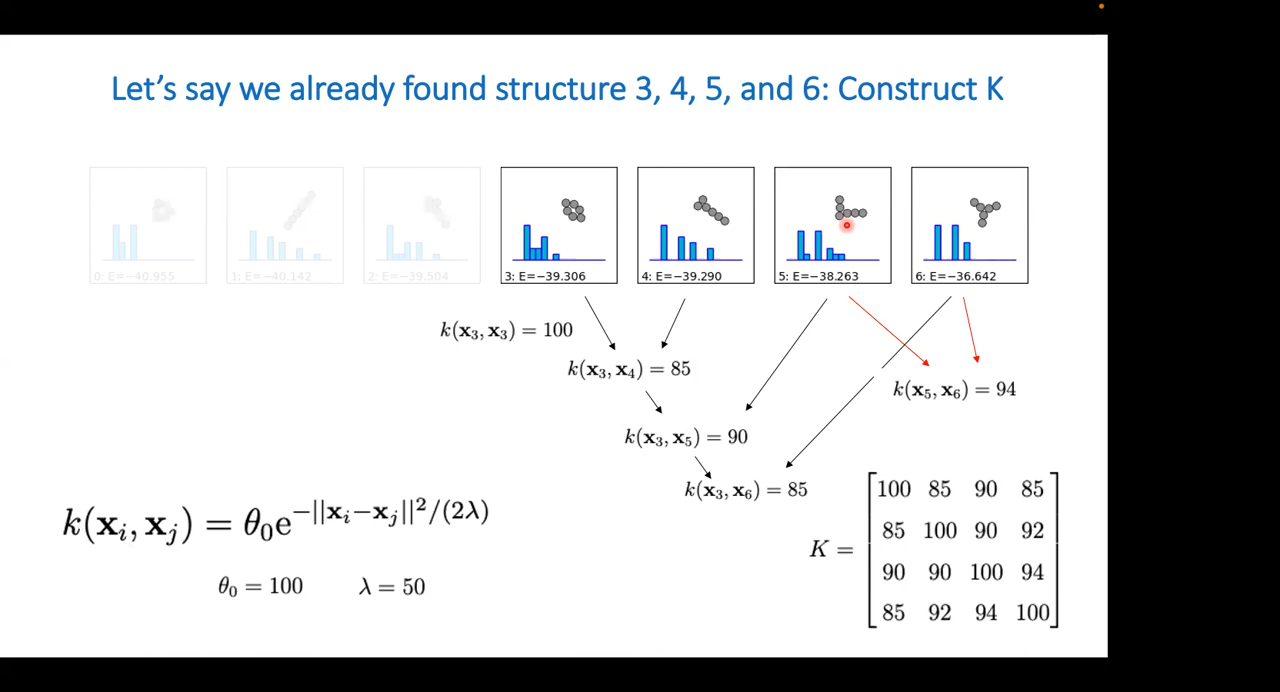 Let's say we already found structure 3, 4, 5, and 6: Construct K
0: E=−40.955
1: E=−40.142
2: E=−39.504
3: E=−39.306
4: E=−39.290
5: E=−38.263
6: E=−36.642
k(x₃, x₃) = 100
k(x₃, x₄) = 85
k(x₅, x₆) = 94
k(x₃, x₅) = 90
k(x₃, x₆) = 85
k(xᵢ, xⱼ) = θ₀e^{−||xᵢ−xⱼ||²/(2λ)}
θ₀ = 100 λ = 50
K =
100 85 90 85
85 100 90 92
90 90 100 94
85 92 94 100